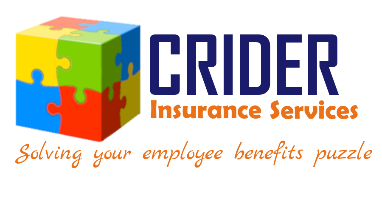 CRIDER
Insurance Services
Solving your employee benefits puzzle